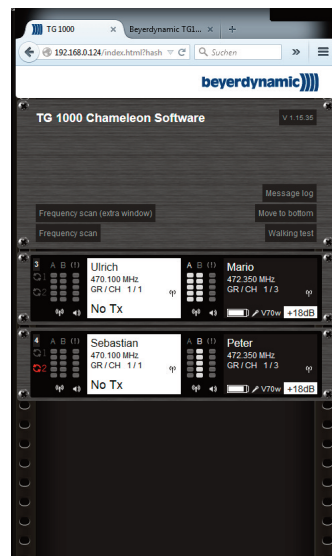 TG 1000 × Beyerdynamic TG1... × +
192.168.0.124/index.html?hash Suchen »
beyerdynamic
TG 1000 Chameleon Software V 1.15.35
Message log
Frequency scan (extra window) Move to bottom
Frequency scan Walking test
3 A B (!) Ulrich A B (!) Mario
1 470.100 MHz 472.350 MHz
2 GR / CH 1 / 1 GR / CH 1 / 3
No Tx V70w +18dB
4 A B (!) Sebastian A B (!) Peter
1 470.100 MHz 472.350 MHz
2 GR / CH 1 / 1 GR / CH 1 / 3
No Tx V70w +18dB